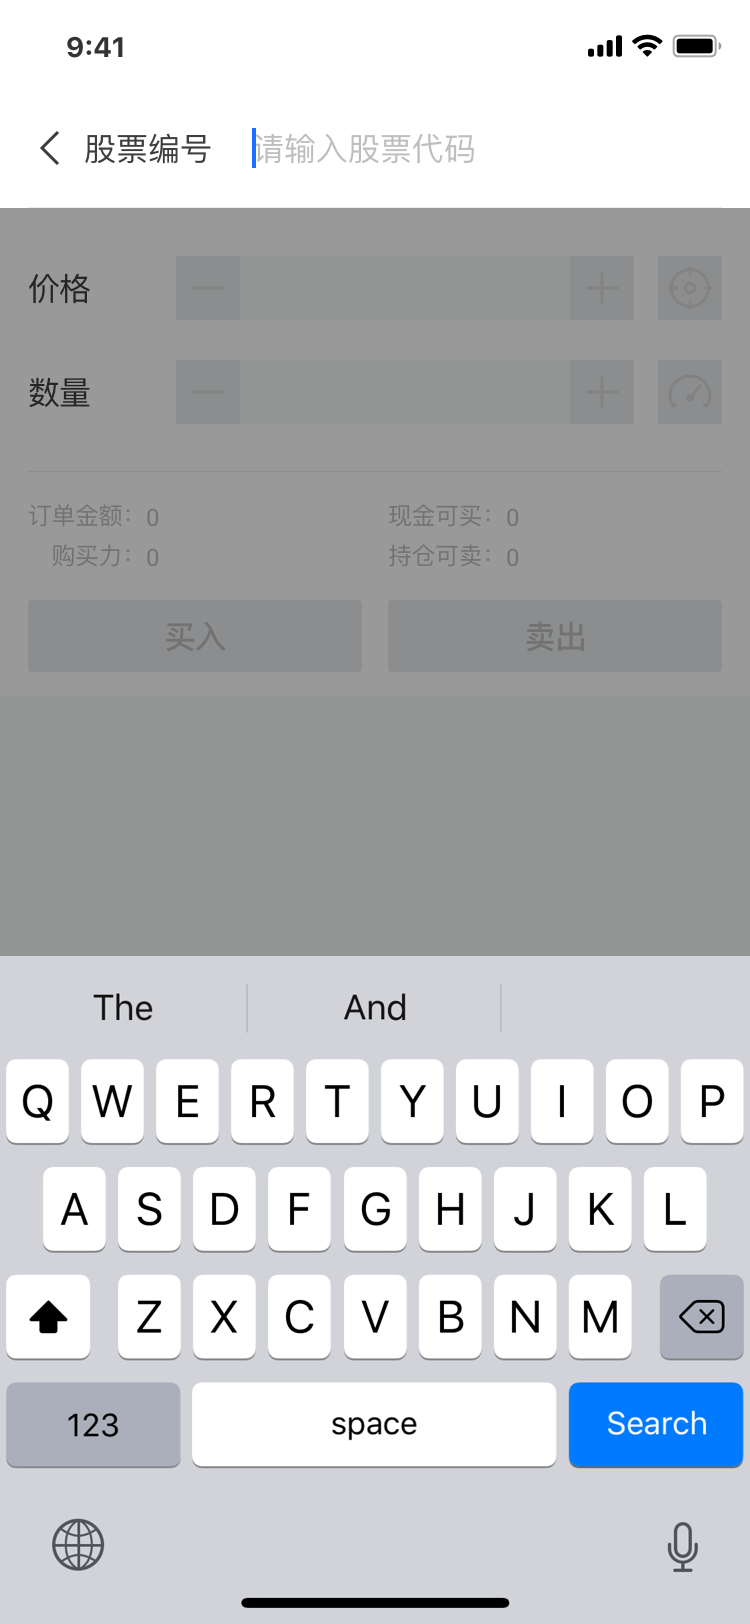 9:41
股票编号 请输入股票代码
价格
数量
订单金额：0 现金可买：0
购买力：0 持仓可卖：0
买入 卖出
The And
Q W E R T Y U I O P
A S D F G H J K L
Z X C V B N M
123 space Search